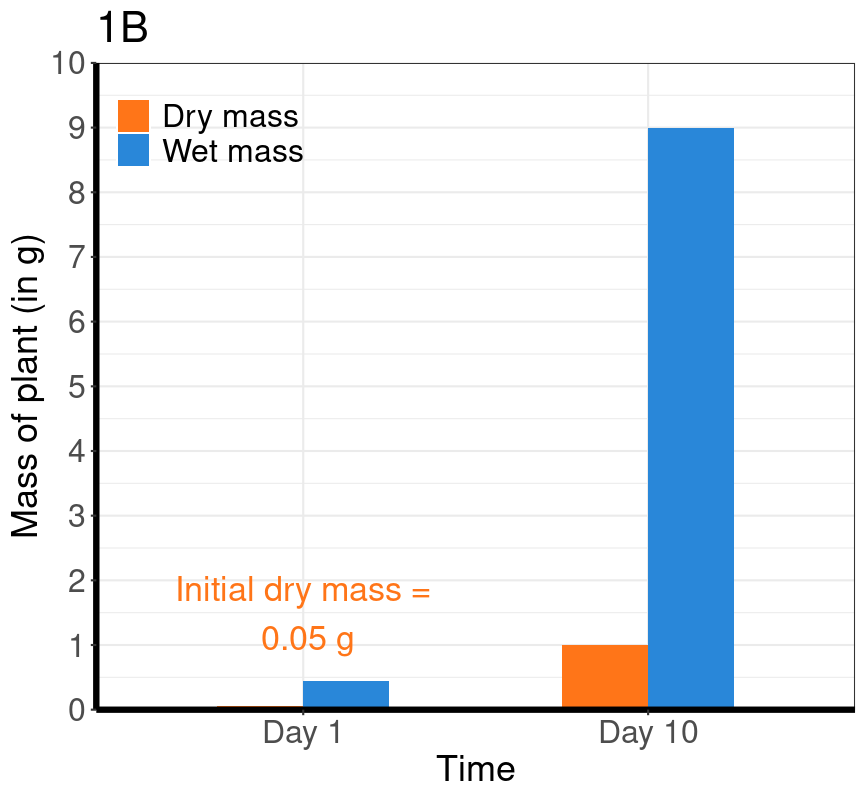 1B
10
9
8
7
6
5
4
3
2
1
0
Mass of plant (in g)
Dry mass
Wet mass
Initial dry mass =
0.05 g
Day 1
Day 10
Time